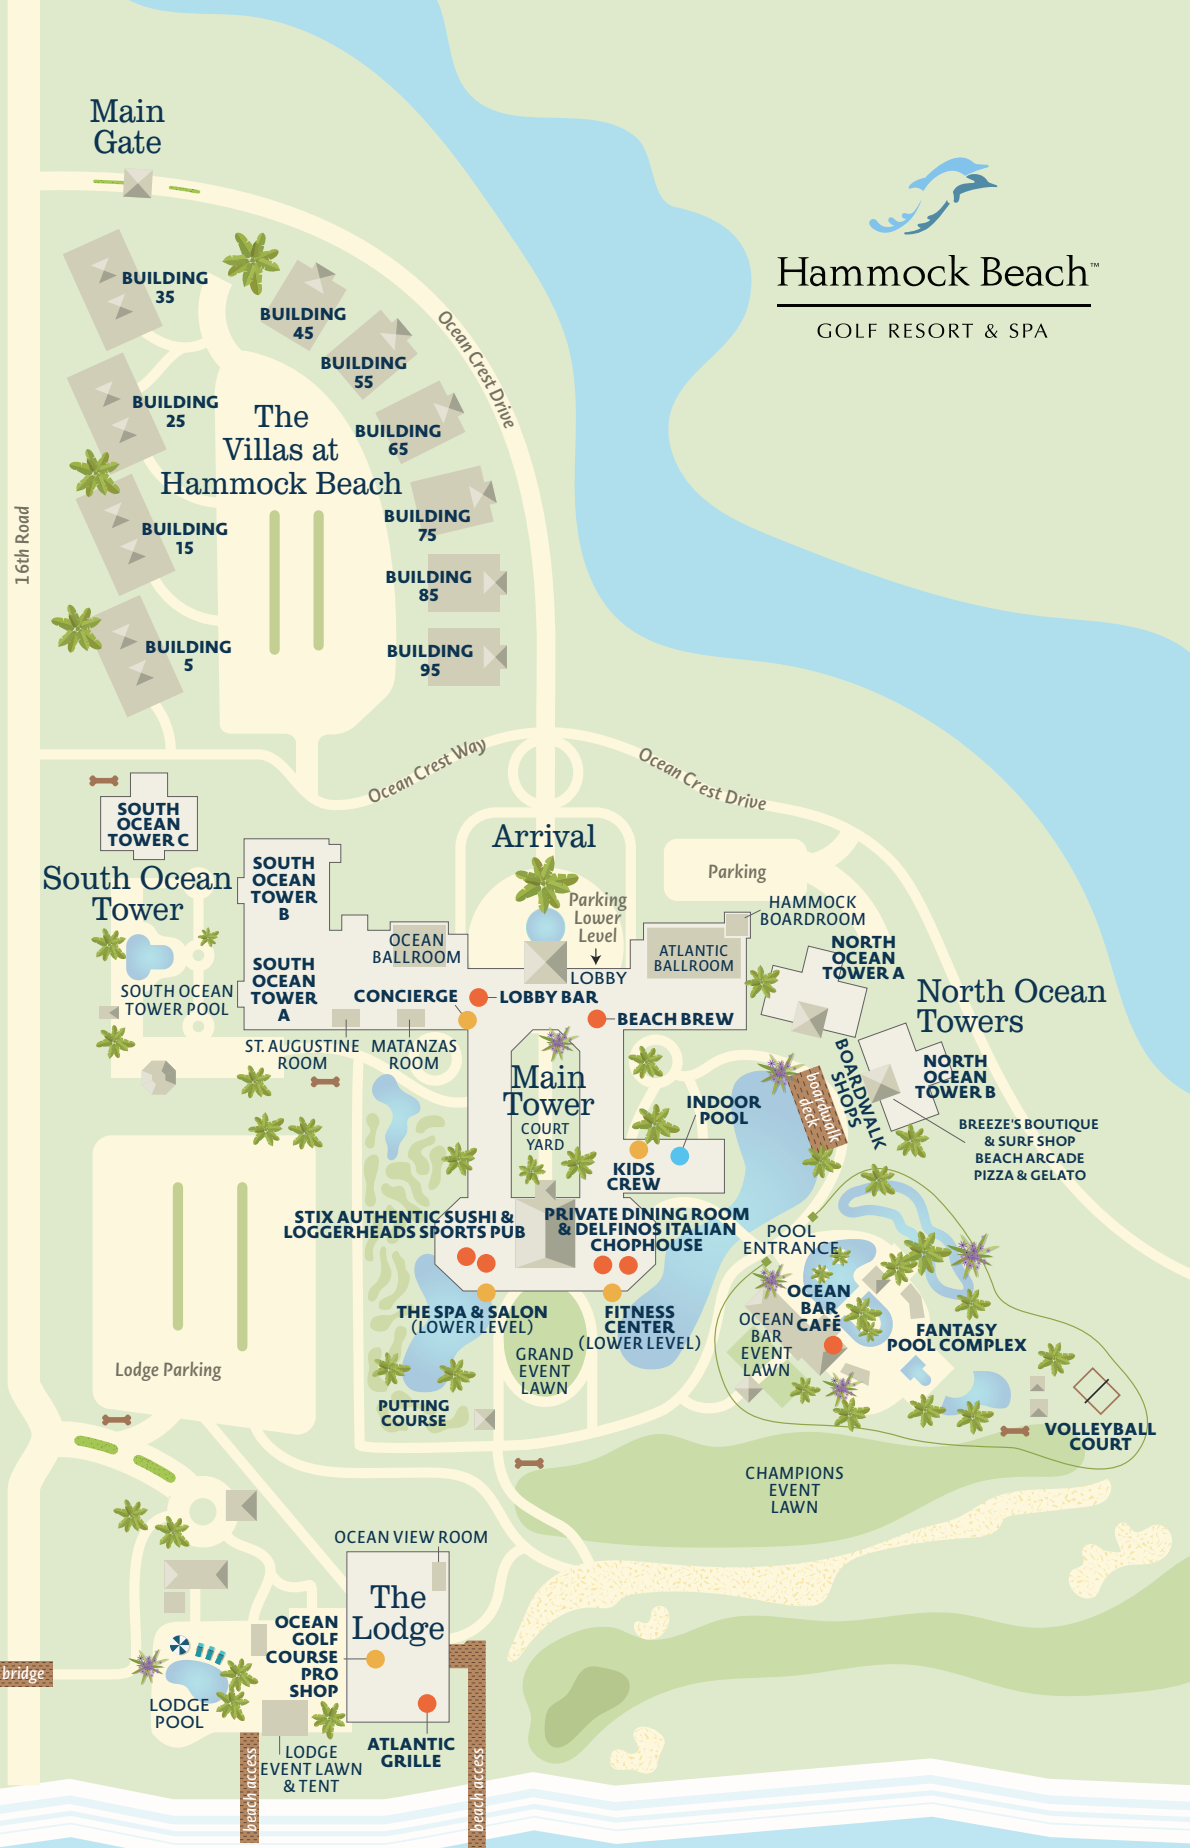 Main
Gate
Hammock Beach™
GOLF RESORT & SPA
BUILDING
35
BUILDING
45
Ocean Crest Drive
BUILDING
55
BUILDING
25
The
Villas at
Hammock Beach
BUILDING
65
16th Road
BUILDING
15
BUILDING
75
BUILDING
85
BUILDING
5
BUILDING
95
Ocean Crest Way
Ocean Crest Drive
SOUTH
OCEAN
TOWER C
South Ocean
Tower
SOUTH
OCEAN
TOWER
B
Arrival
Parking
Parking
Lower
Level
HAMMOCK
BOARDROOM
OCEAN
BALLROOM
ATLANTIC
BALLROOM
NORTH
OCEAN
TOWER A
LOBBY
SOUTH
OCEAN
TOWER
A
SOUTH OCEAN
TOWER POOL
CONCIERGE
LOBBY BAR
BEACH BREW
North Ocean
Towers
ST. AUGUSTINE
ROOM
MATANZAS
ROOM
BOARDWALK
SHOPS
NORTH
OCEAN
TOWER B
boardwalk
deck
Main
Tower
COURT
YARD
INDOOR
POOL
BREEZE'S BOUTIQUE
& SURF SHOP
BEACH ARCADE
PIZZA & GELATO
KIDS
CREW
STIX AUTHENTIC SUSHI &
LOGGERHEADS SPORTS PUB
PRIVATE DINING ROOM
& DELFINOS ITALIAN
CHOPHOUSE
POOL
ENTRANCE
THE SPA & SALON
(LOWER LEVEL)
FITNESS
CENTER
(LOWER LEVEL)
OCEAN
BAR
CAFÉ
OCEAN
BAR
EVENT
LAWN
FANTASY
POOL COMPLEX
GRAND
EVENT
LAWN
Lodge Parking
PUTTING
COURSE
VOLLEYBALL
COURT
CHAMPIONS
EVENT
LAWN
OCEAN VIEW ROOM
The
Lodge
OCEAN
GOLF
COURSE
PRO
SHOP
bridge
LODGE
POOL
ATLANTIC
GRILLE
LODGE
EVENT LAWN
& TENT
beach access
beach access